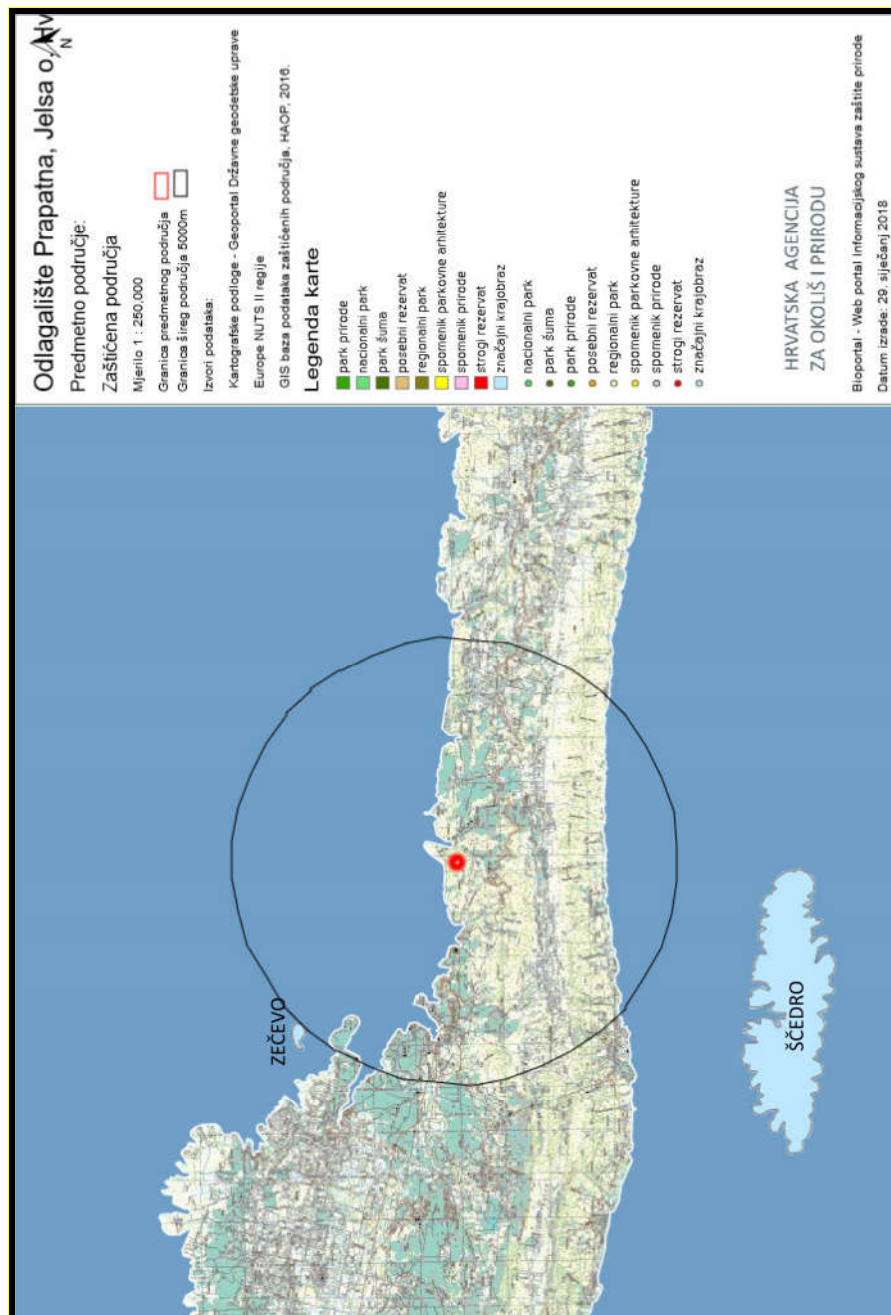 Odlagalište Prapatna, Jelsa o, Hv
N
Predmetno područje:
Zaštićena područja
Mjerilo 1 : 250,000
Granica predmetnog područja
Granica šireg područja 5000m
Izvori podataka:
Kartografske podloge - Geoportal Državne geodetske uprave
Europe NUTS II regije
GIS baza podataka zaštićenih područja, HAOP, 2016.
Legenda karte
park prirode
nacionalni park
park šuma
posebni rezervat
regionalni park
spomenik parkovne arhitekture
spomenik prirode
strogi rezervat
značajni krajobraz
nacionalni park
park šuma
park prirode
posebni rezervat
regionalni park
spomenik parkovne arhitekture
spomenik prirode
strogi rezervat
značajni krajobraz
HRVATSKA AGENCIJA
ZA OKOLIŠ I PRIRODU
Bioportal - Web portal Informacijskog sustava zaštite prirode
Datum izrade: 29. siječanj 2018
ZEČEVO
ŠĆEDRO